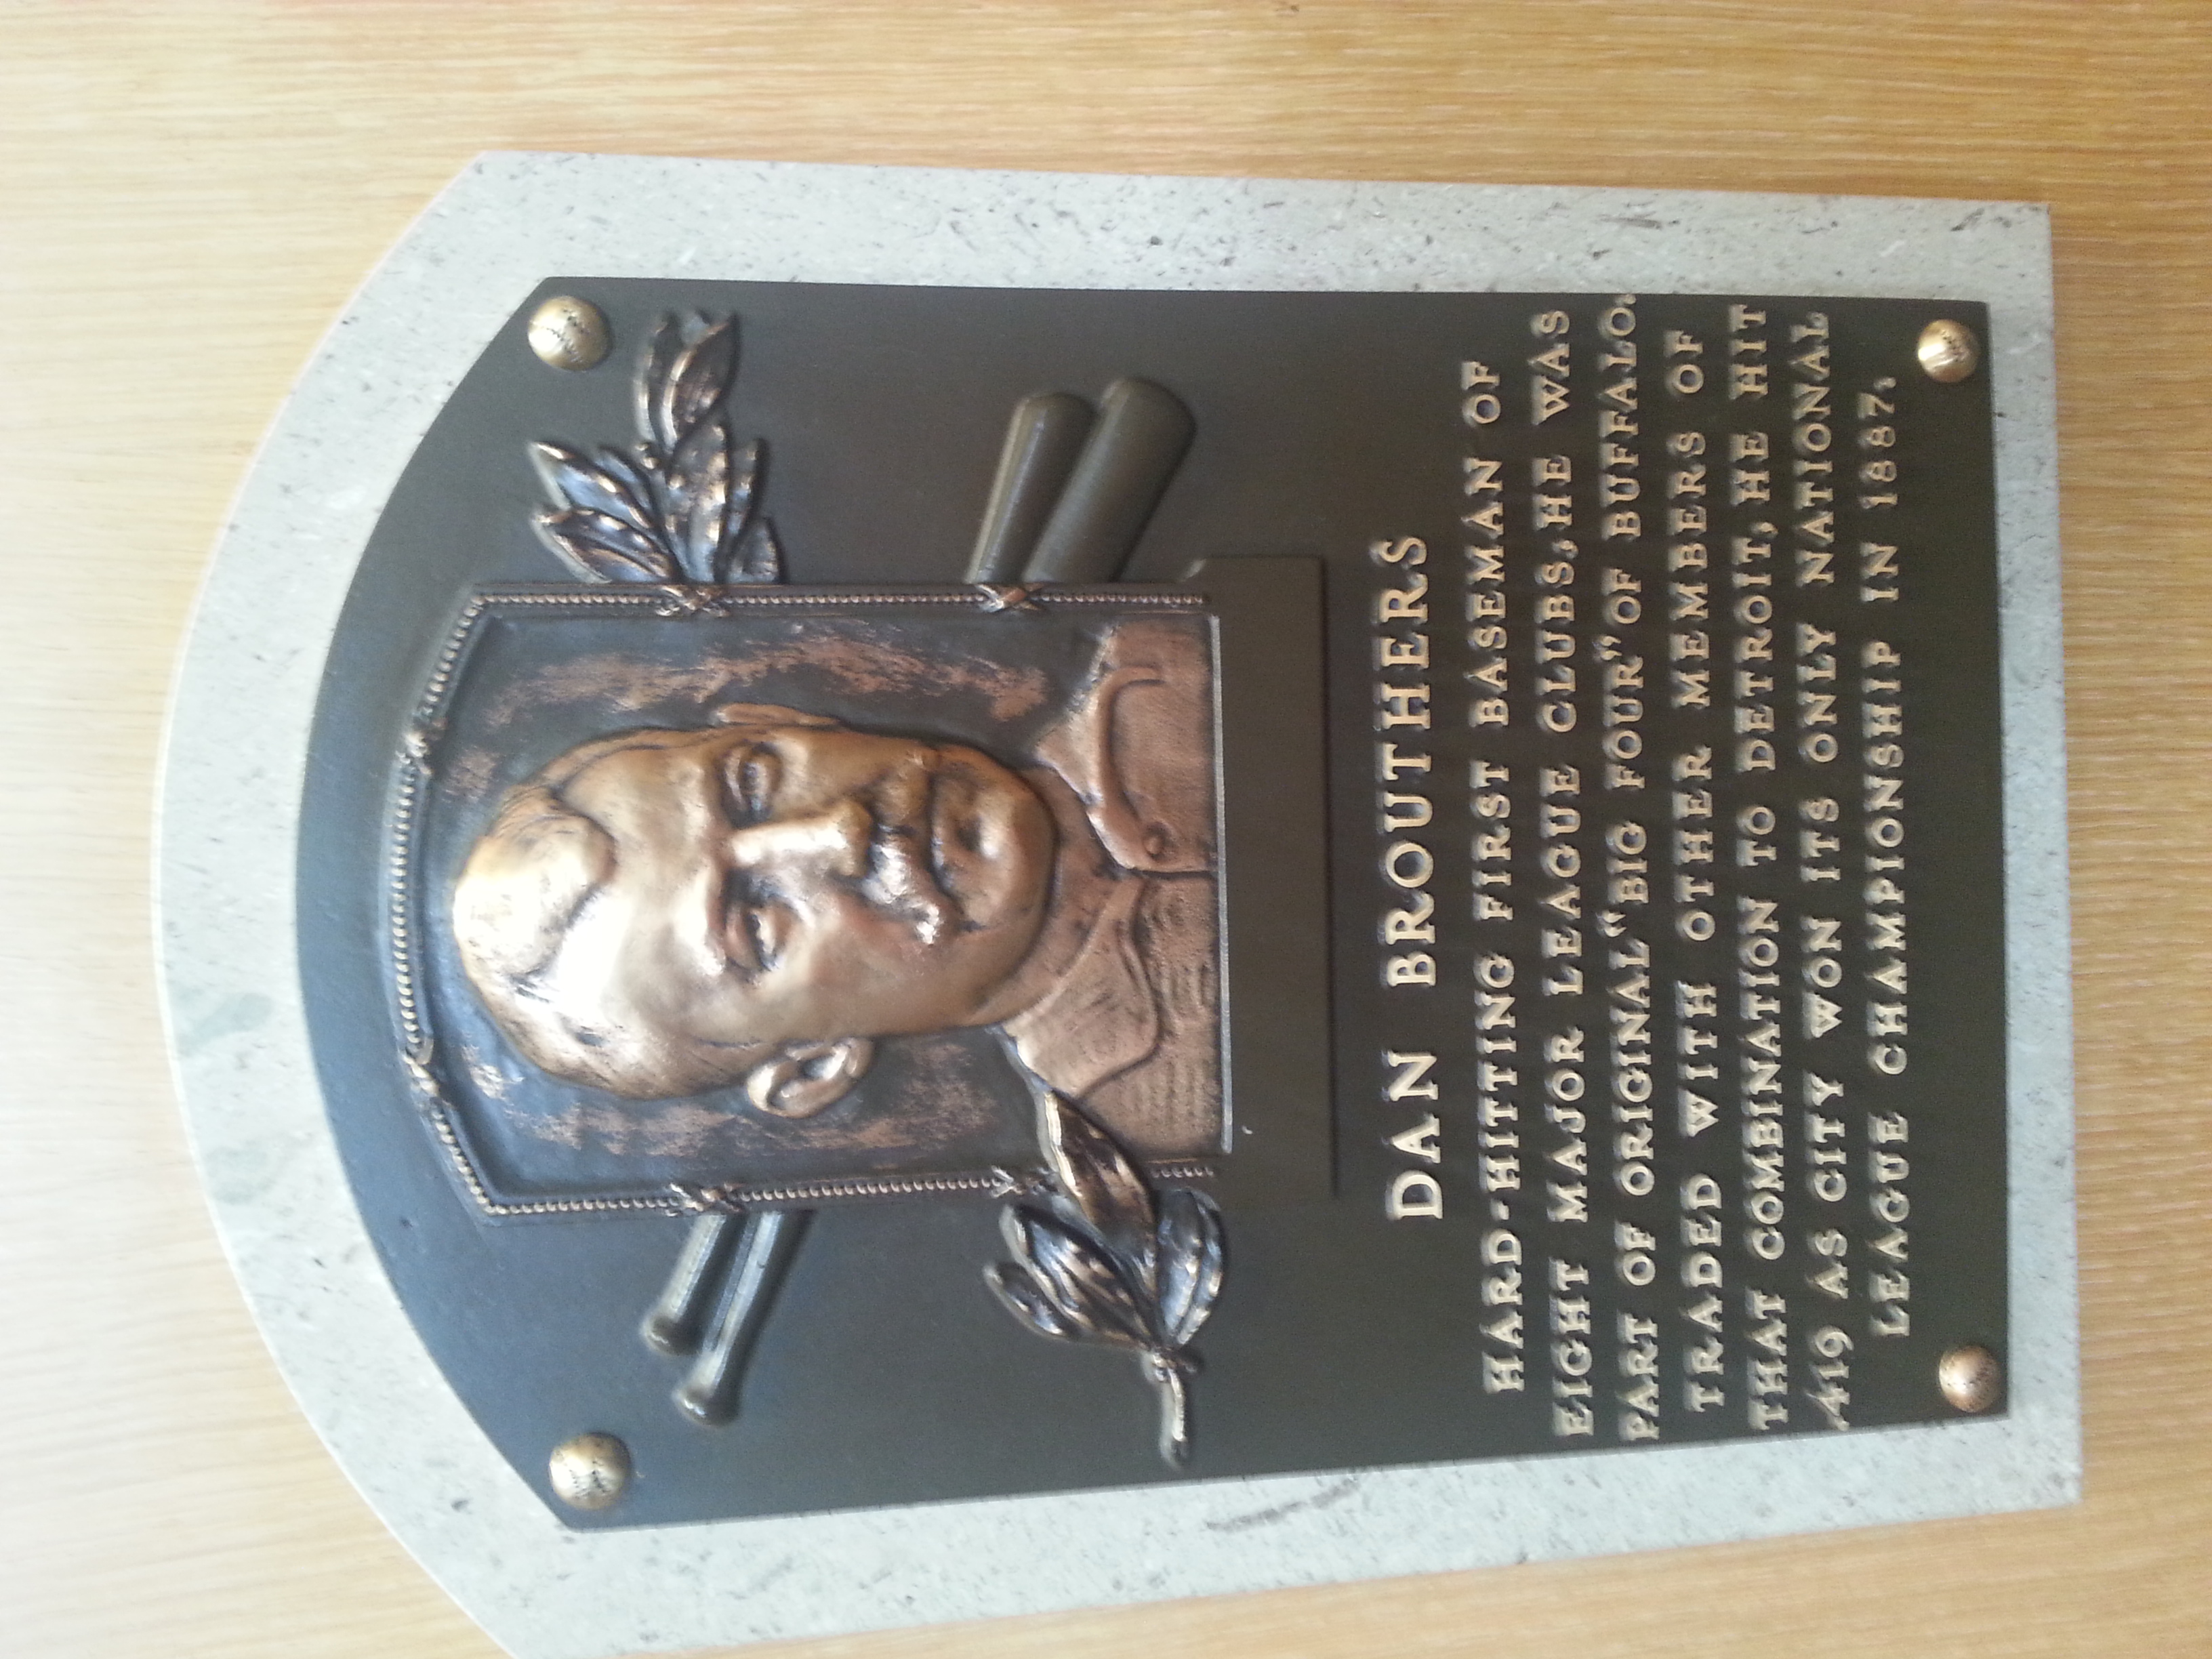 DAN BROUTHERS
HARD-HITTING FIRST BASEMAN OF
EIGHT MAJOR LEAGUE CLUBS, HE WAS
PART OF ORIGINAL "BIG FOUR" OF BUFFALO.
TRADED WITH OTHER MEMBERS OF
THAT COMBINATION TO DETROIT, HE HIT
.419 AS CITY WON ITS ONLY NATIONAL
LEAGUE CHAMPIONSHIP IN 1887.